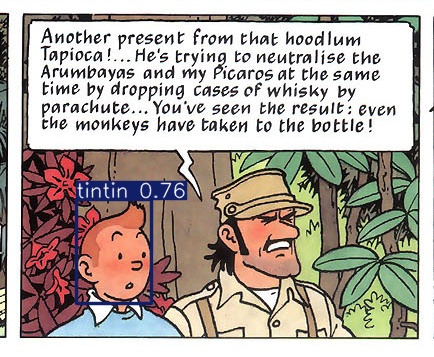 Another present from that hoodlum
Tapioca!... He's trying to neutralise the
Arumbayas and my Picaros at the same
time by dropping cases of whisky by
parachute... You've seen the result: even
the monkeys have taken to the bottle!
tintin 0.76